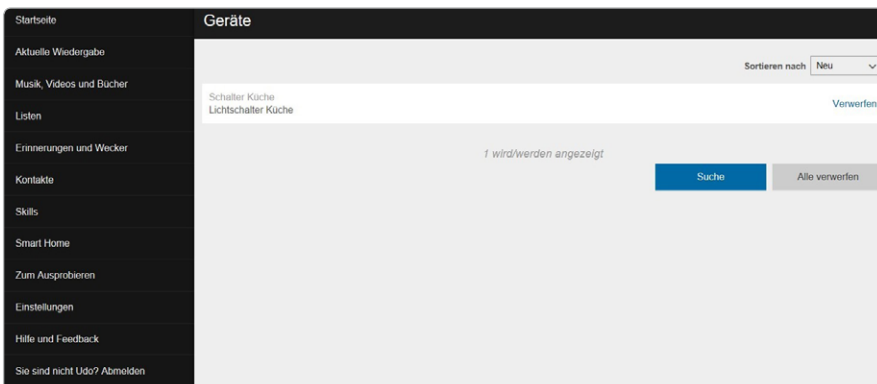 Startseite
Aktuelle Wiedergabe
Musik, Videos und Bücher
Listen
Erinnerungen und Wecker
Kontakte
Skills
Smart Home
Zum Ausprobieren
Einstellungen
Hilfe und Feedback
Sie sind nicht Udo? Abmelden
Geräte
Sortieren nach Neu
Schalter Küche
Lichtschalter Küche
Verwerfen
1 wird/werden angezeigt
Suche Alle verwerfen